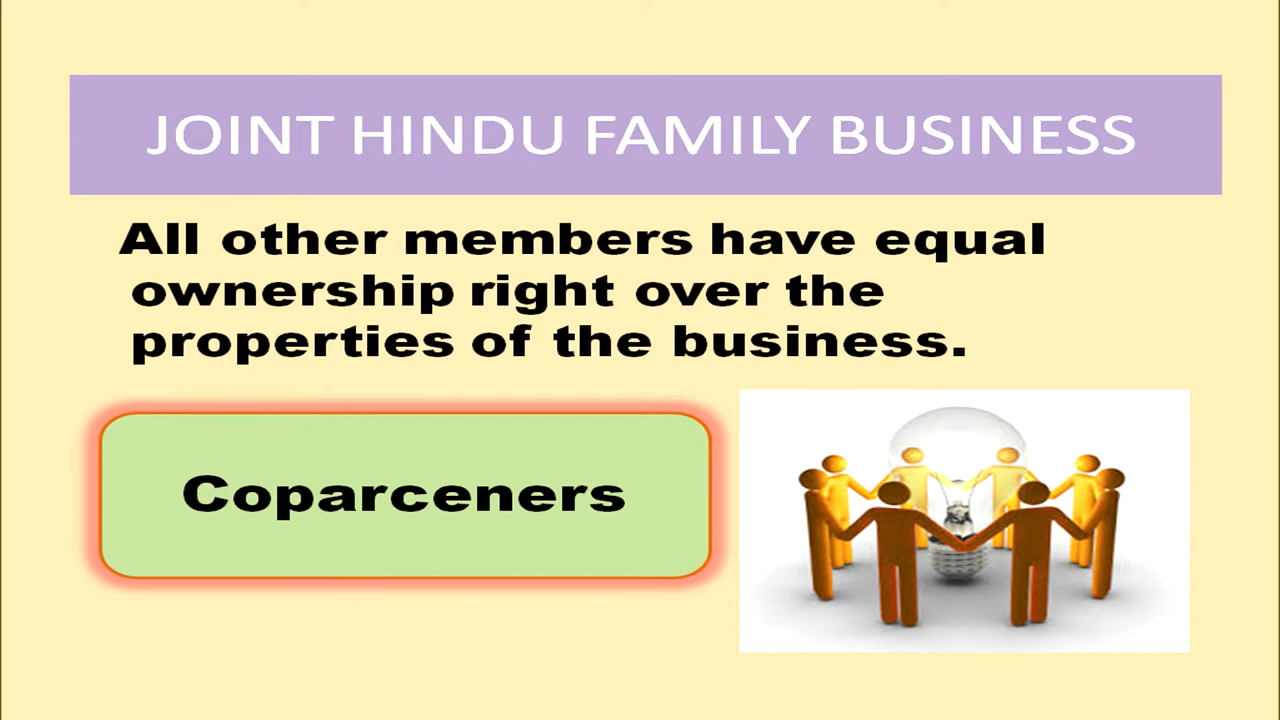 JOINT HINDU FAMILY BUSINESS
All other members have equal
ownership right over the
properties of the business.
Coparceners